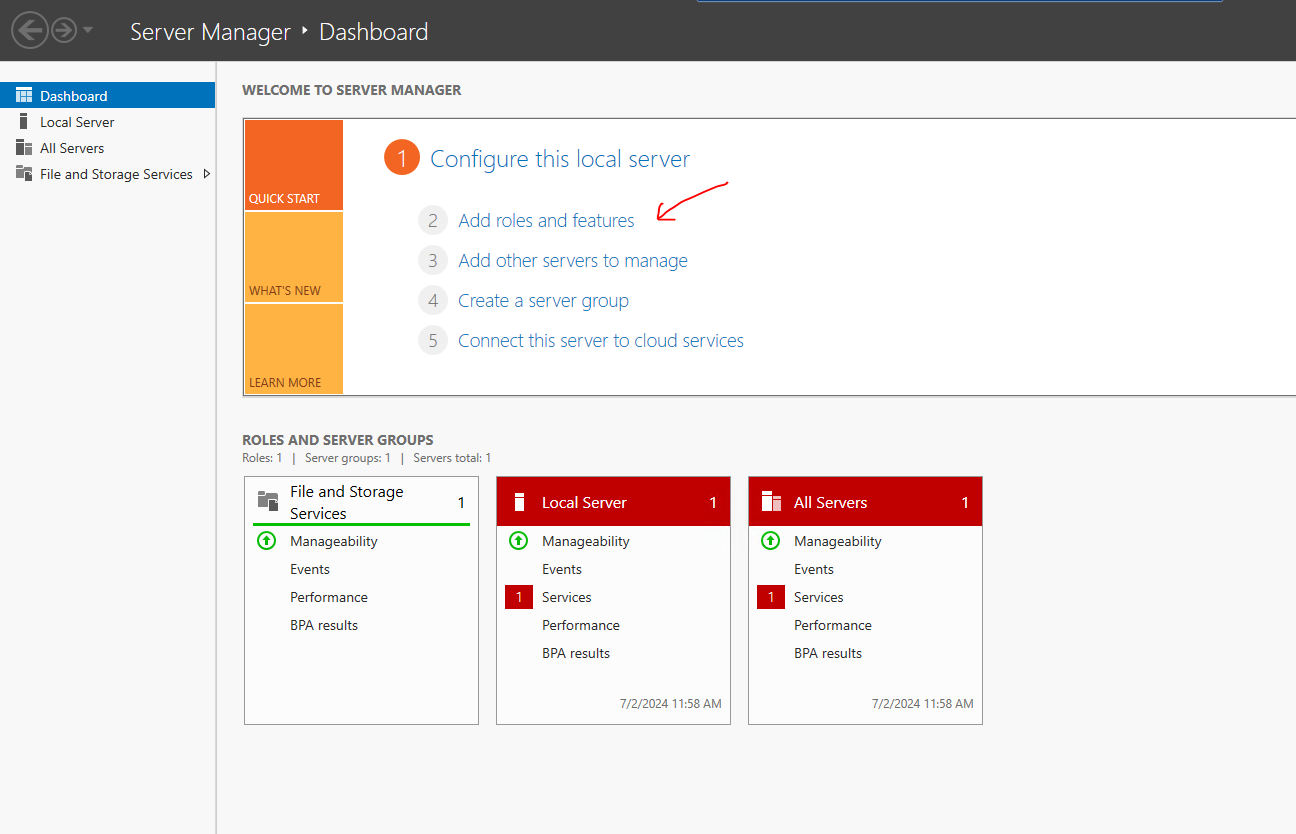 Server Manager ‣ Dashboard
Dashboard
Local Server
All Servers
File and Storage Services
WELCOME TO SERVER MANAGER
QUICK START
WHAT'S NEW
LEARN MORE
1 Configure this local server
2 Add roles and features
3 Add other servers to manage
4 Create a server group
5 Connect this server to cloud services
ROLES AND SERVER GROUPS
Roles: 1 | Server groups: 1 | Servers total: 1
File and Storage
Services 1
Manageability
Events
Performance
BPA results
Local Server 1
Manageability
Events
1 Services
Performance
BPA results
7/2/2024 11:58 AM
All Servers 1
Manageability
Events
1 Services
Performance
BPA results
7/2/2024 11:58 AM